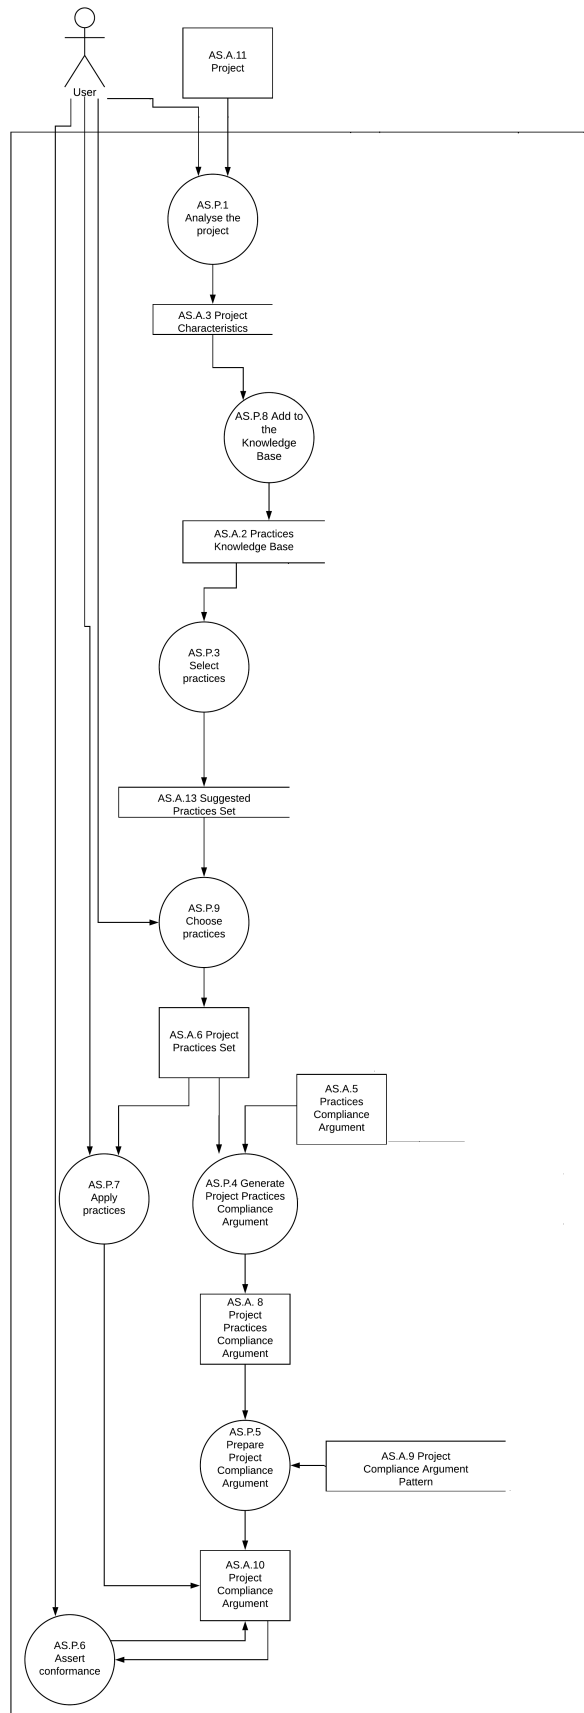 AS.A.11
Project
User
AS.P.1
Analyse the
project
AS.A.3 Project
Characteristics
AS.P.8 Add to
the
Knowledge
Base
AS.A.2 Practices
Knowledge Base
AS.P.3
Select
practices
AS.A.13 Suggested
Practices Set
AS.P.9
Choose
practices
AS.A.6 Project
Practices Set
AS.A.5
Practices
Compliance
Argument
AS.P.7
Apply
practices
AS.P.4 Generate
Project Practices
Compliance
Argument
AS.A. 8
Project
Practices
Compliance
Argument
AS.P.5
Prepare
Project
Compliance
Argument
AS.A.9 Project
Compliance Argument
Pattern
AS.A.10
Project
Compliance
Argument
AS.P.6
Assert
conformance